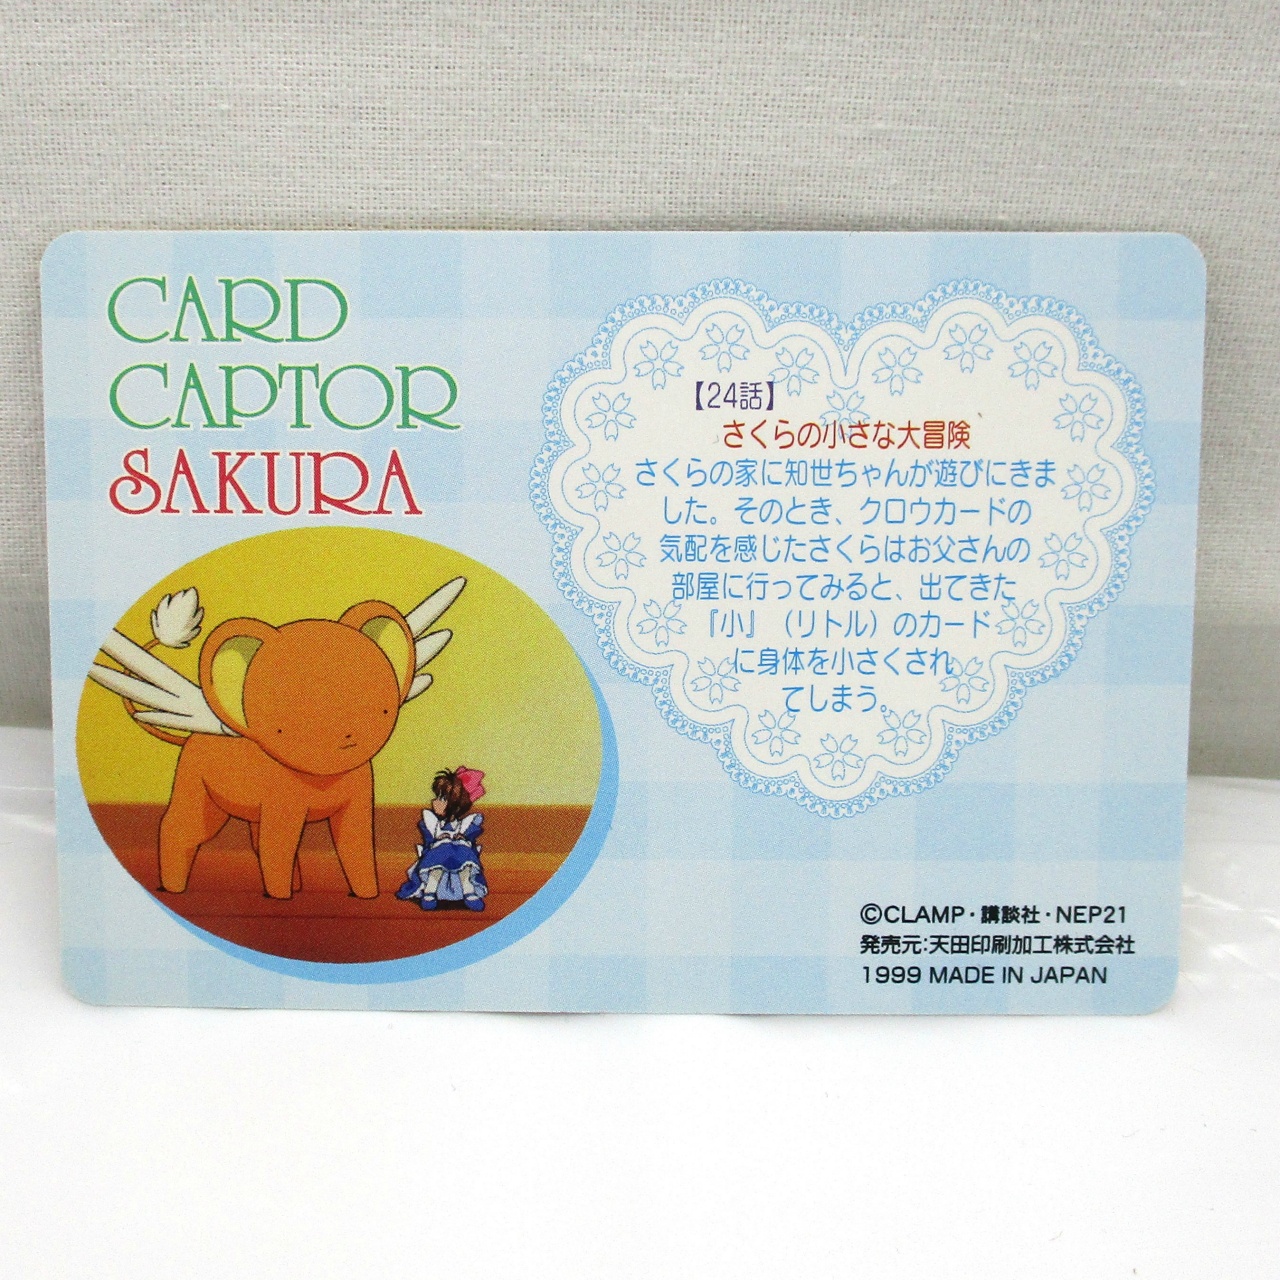 CARD
CAPTOR
SAKURA
【24話】
さくらの小さな大冒険
さくらの家に知世ちゃんが遊びにきま
した。そのとき、クロウカードの
気配を感じたさくらはお父さんの
部屋に行ってみると、出てきた
『小』（リトル）のカード
に身体を小さくされ
てしまう。
©CLAMP・講談社・NEP21
発売元:天田印刷加工株式会社
1999 MADE IN JAPAN